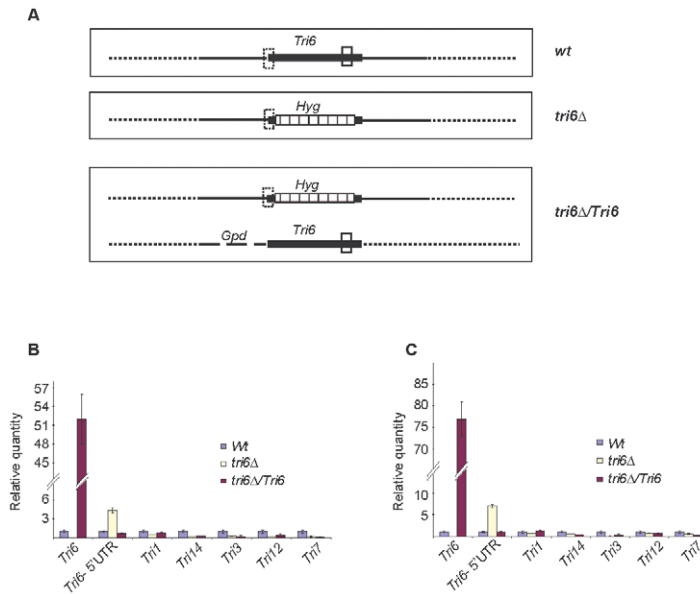 A
Tri6
wt
Hyg
tri6Δ
Hyg
tri6Δ/Tri6
Gpd
Tri6
B
Relative quantity
57
54
51
48
45
6
3
Wt
tri6Δ
tri6Δ/Tri6
Tri6
Tri6- 5'UTR
Tri1
Tri14
Tri3
Tri12
Tri7
C
Relative quantity
85
80
75
70
10
5
Wt
tri6Δ
tri6Δ/Tri6
Tri6
Tri6- 5'UTR
Tri1
Tri14
Tri3
Tri12
Tri7